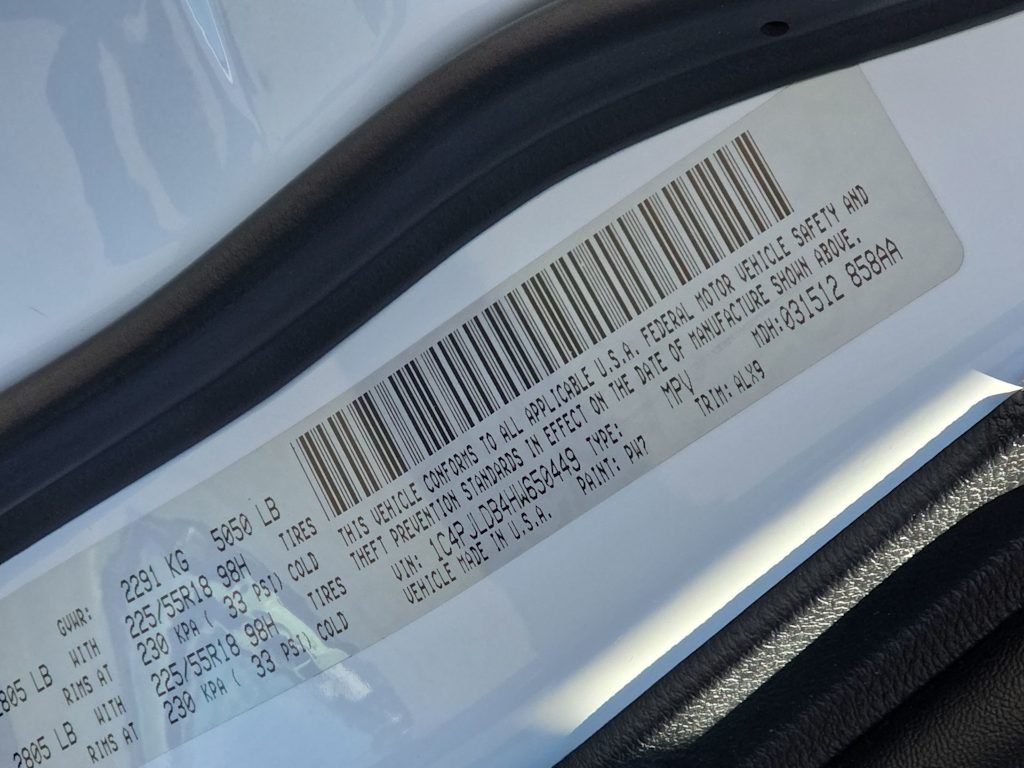 GVWR: 2291 KG 5050 LB
2805 LB WITH 225/55R18 98H TIRES
RIMS AT 230 KPA ( 33 PSI) COLD
2805 LB WITH 225/55R18 98H TIRES
RIMS AT 230 KPA ( 33 PSI) COLD
THIS VEHICLE CONFORMS TO ALL APPLICABLE U.S.A. FEDERAL MOTOR VEHICLE SAFETY AND
THEFT PREVENTION STANDARDS IN EFFECT ON THE DATE OF MANUFACTURE SHOWN ABOVE.
VIN: 1C4PJLDB4HW650449 TYPE: MPV MDH:031512 858AA
VEHICLE MADE IN U.S.A. PAINT: PW7 TRIM: ALX9